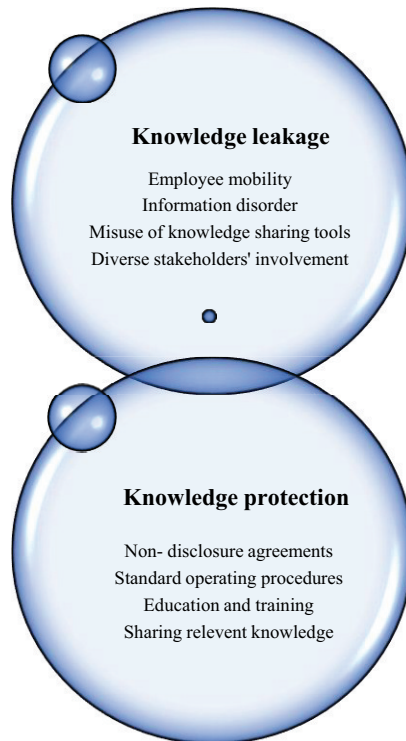 Knowledge leakage
Employee mobility
Information disorder
Misuse of knowledge sharing tools
Diverse stakeholders' involvement
Knowledge protection
Non- disclosure agreements
Standard operating procedures
Education and training
Sharing relevent knowledge